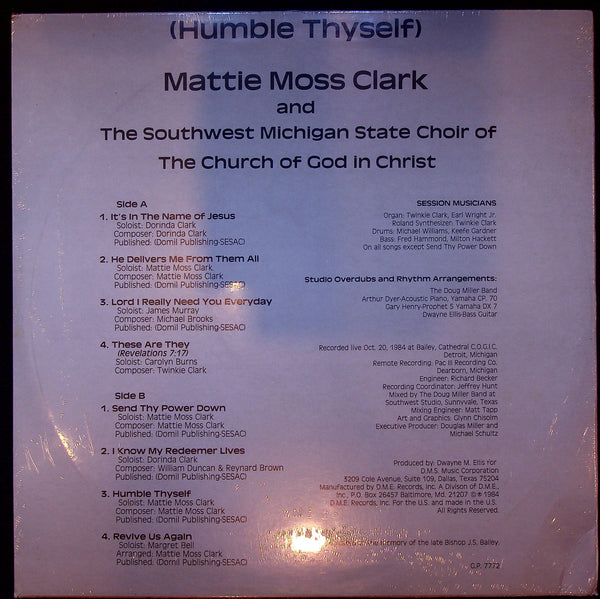 (Humble Thyself)
Mattie Moss Clark
and
The Southwest Michigan State Choir of
The Church of God in Christ
Side A
1. It's In The Name of Jesus
Soloist: Dorinda Clark
Composer: Dorinda Clark
Published: (Domil Publishing-SESAC)
2. He Delivers Me From Them All
Soloist: Mattie Moss Clark
Composer: Mattie Moss Clark
Published: (Domil Publishing-SESAC)
3. Lord I Really Need You Everyday
Soloist: James Murray
Composer: Michael Brooks
Published: (Domil Publishing-SESAC)
4. These Are They
(Revelations 7:17)
Soloist: Carolyn Burns
Composer: Twinkie Clark
Side B
1. Send Thy Power Down
Soloist: Mattie Moss Clark
Composer: Mattie Moss Clark
Published: (Domil Publishing-SESAC)
2. I Know My Redeemer Lives
Soloist: Dorinda Clark
Composer: William Duncan & Reynard Brown
Published: (Domil Publishing-SESAC)
3. Humble Thyself
Soloist: Mattie Moss Clark
Composer: Mattie Moss Clark
Published: (Domil Publishing-SESAC)
4. Revive Us Again
Soloist: Margret Bell
Arranged: Mattie Moss Clark
Published: (Domil Publishing-SESAC)
SESSION MUSICIANS
Organ: Twinkie Clark, Earl Wright Jr.
Roland Synthesizer: Twinkie Clark
Drums: Michael Williams, Keefe Gardner
Bass: Fred Hammond, Milton Hackett
On all songs except Send Thy Power Down
Studio Overdubs and Rhythm Arrangements:
The Doug Miller Band
Arthur Dyer-Acoustic Piano, Yamaha CP. 70
Gary Henry-Prophet 5 Yamaha DX 7
Dwayne Ellis-Bass Guitar
Recorded live Oct. 20, 1984 at Bailey, Cathedral C.O.G.I.C.
Detroit, Michigan
Remote Recording: Pac III Recording Co.
Dearborn, Michigan
Engineer: Richard Becker
Recording Coordinator: Jeffrey Hunt
Mixed by The Doug Miller Band at
Southwest Studio, Sunnyvale, Texas
Mixing Engineer: Matt Tapp
Art and Graphics: Glynn Chisolm
Executive Producer: Douglas Miller and
Michael Schultz
Produced by: Dwayne M. Ellis for
D.M.S. Music Corporation
3209 Cole Avenue, Suite 109, Dallas, Texas 75204
Manufactured by D.M.E. Records, Inc. A Division of D.M.E.,
Inc., P.O. Box 26457 Baltimore, Md. 21207 © 1984
D.M.E. Records, Inc. For the U.S. and made in the U.S.
All Rights Reserved.
memory of the late Bishop J.S. Bailey.
G.P. 7772